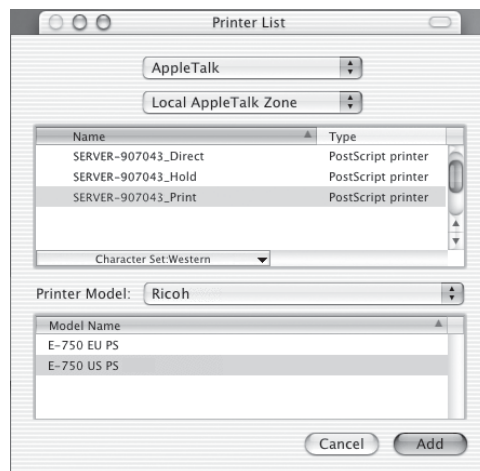 Printer List
AppleTalk
Local AppleTalk Zone
Name Type
SERVER-907043_Direct PostScript printer
SERVER-907043_Hold PostScript printer
SERVER-907043_Print PostScript printer
Character Set:Western
Printer Model: Ricoh
Model Name
E-750 EU PS
E-750 US PS
Cancel Add